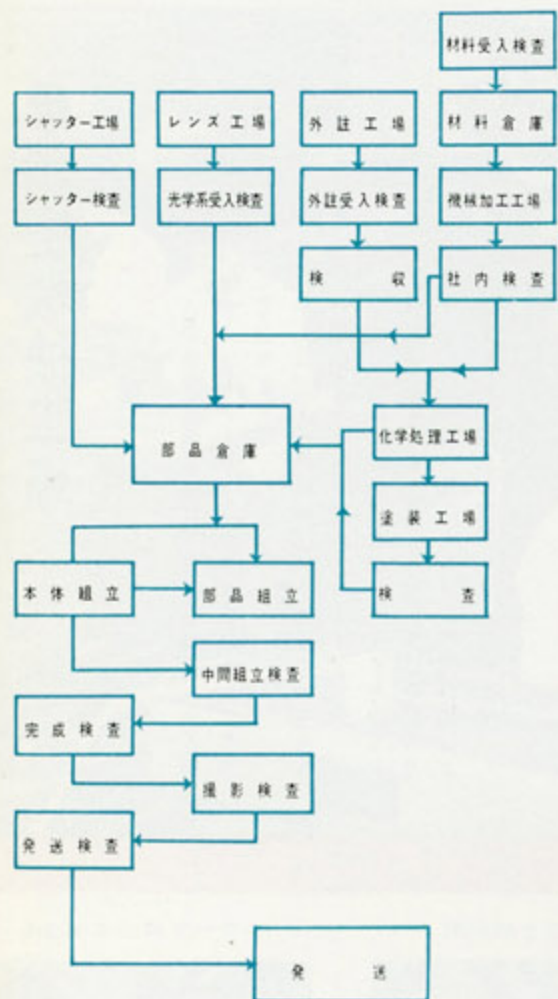 材料受入検査
シャッター工場
レンズ工場
外註工場
材料倉庫
シャッター検査
光学系受入検査
外註受入検査
機械加工工場
検収
社内検査
部品倉庫
化学処理工場
塗装工場
本体組立
部品組立
検査
中間組立検査
完成検査
撮影検査
発送検査
発送